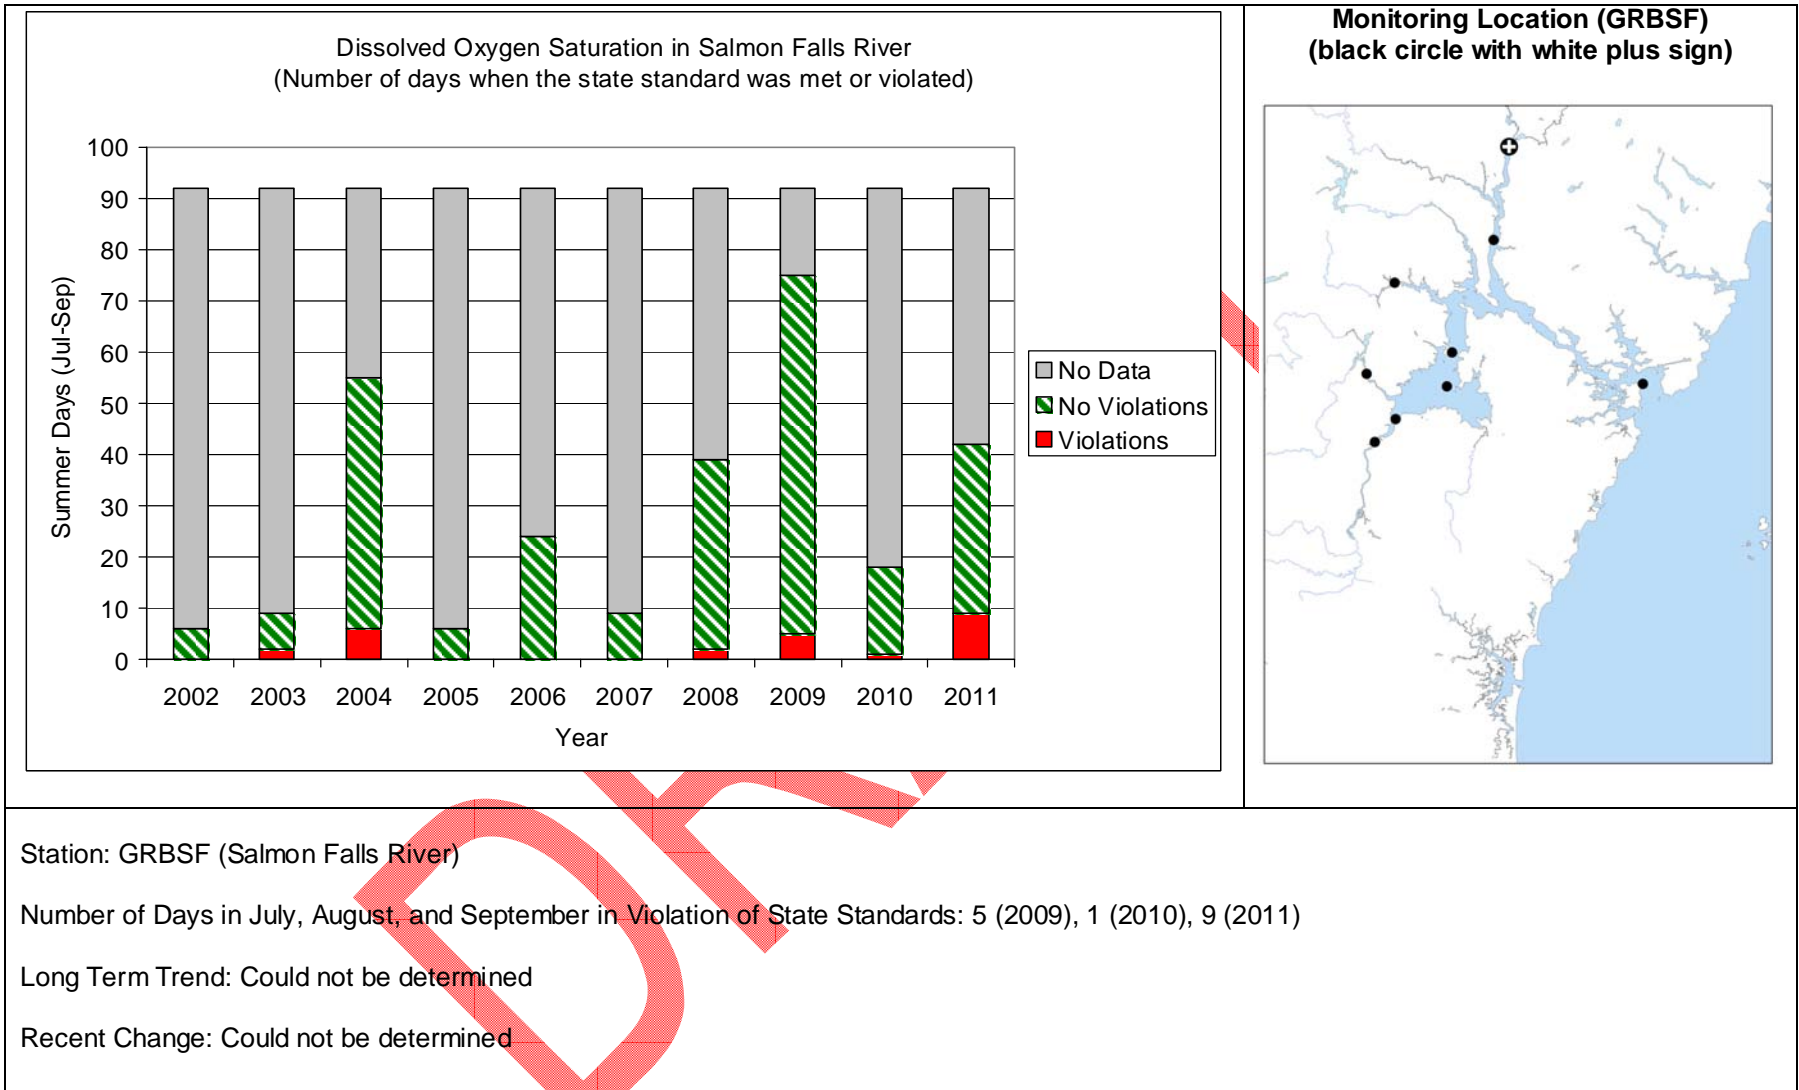 Dissolved Oxygen Saturation in Salmon Falls River
(Number of days when the state standard was met or violated)
100
90
80
70
60
50
40
30
20
10
0
Summer Days (Jul-Sep)
2002 2003 2004 2005 2006 2007 2008 2009 2010 2011
Year
No Data
No Violations
Violations
Monitoring Location (GRBSF)
(black circle with white plus sign)
Station: GRBSF (Salmon Falls River)
Number of Days in July, August, and September in Violation of State Standards: 5 (2009), 1 (2010), 9 (2011)
Long Term Trend: Could not be determined
Recent Change: Could not be determined